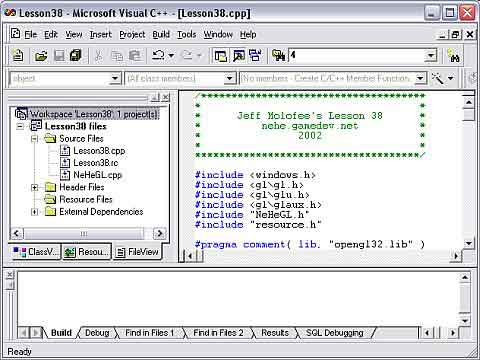 Lesson38 - Microsoft Visual C++ - [Lesson38.cpp]
File Edit View Insert Project Build Tools Window Help
4
object (All class members) (No members - Create C/C++ Member Function.
Workspace 'Lesson38': 1 project(s)
Lesson38 files
Source Files
Lesson38.cpp
Lesson38.rc
NeHeGL.cpp
Header Files
Resource Files
External Dependencies
ClassV... Resou... FileView
/***********************************
* *
* Jeff Molofee's Lesson 38 *
* nehe.gamedev.net *
* 2002 *
* *
***********************************/
#include <windows.h>
#include <gl\gl.h>
#include <gl\glu.h>
#include <gl\glaux.h>
#include "NeHeGL.h"
#include "resource.h"
#pragma comment( lib, "opengl32.lib" )
Build Debug Find in Files 1 Find in Files 2 Results SQL Debugging
Ready